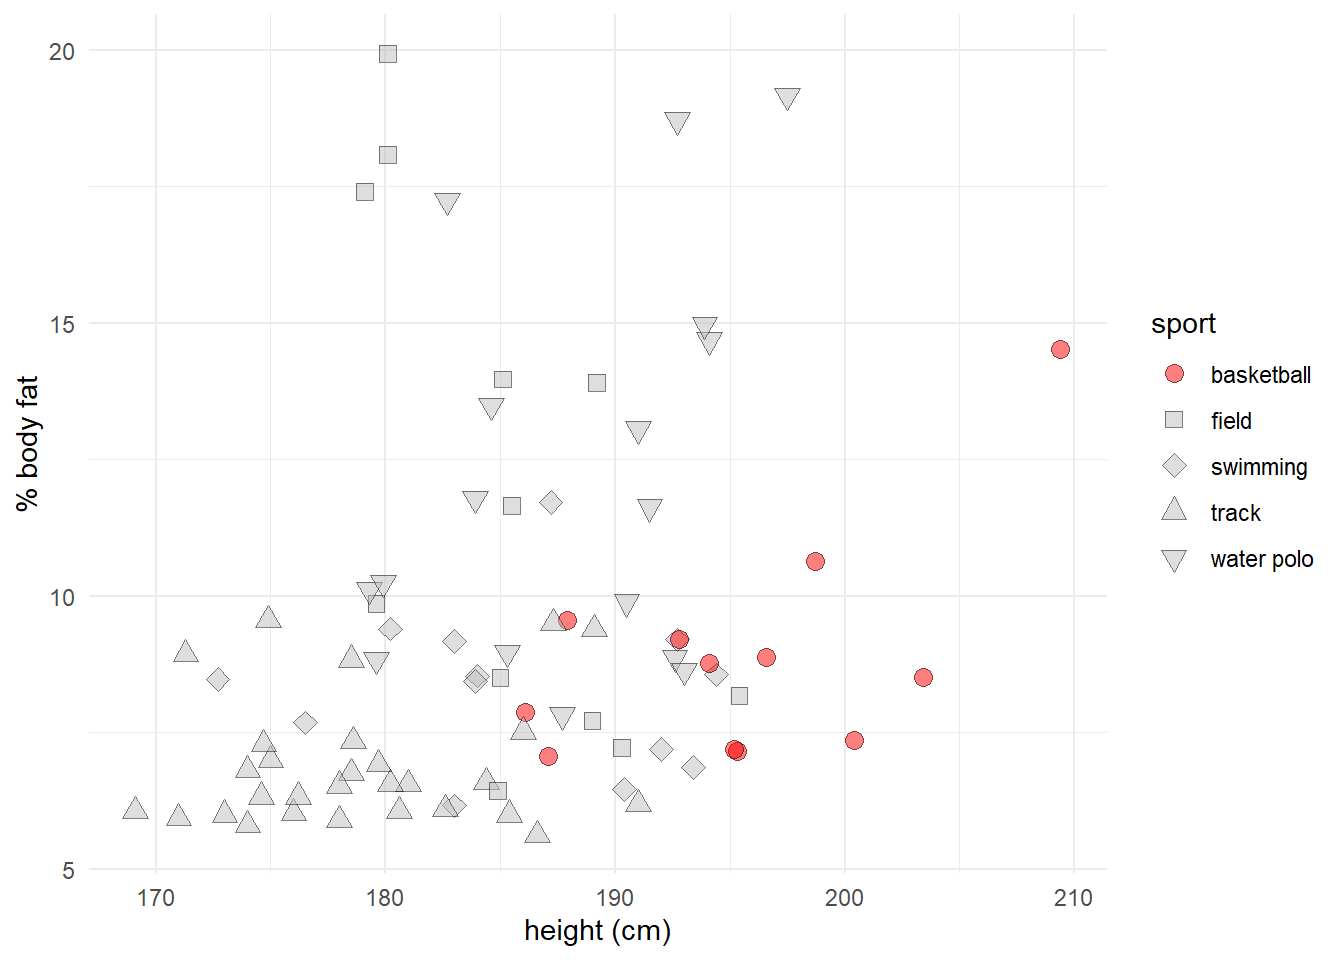 20
15
10
5
% body fat
170 180 190 200 210
height (cm)
sport
basketball
field
swimming
track
water polo